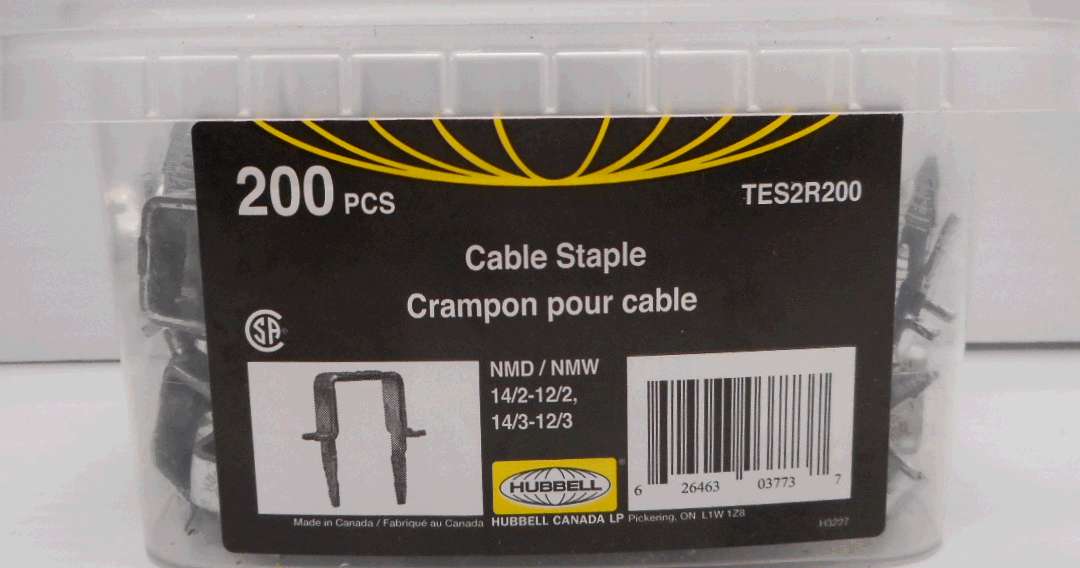 200 PCS
TES2R200
Cable Staple
Crampon pour cable
CSA
NMD / NMW
14/2-12/2,
14/3-12/3
HUBBELL
6 26463 03773 7
Made in Canada / Fabriqué au Canada HUBBELL CANADA LP Pickering, ON L1W 1Z8